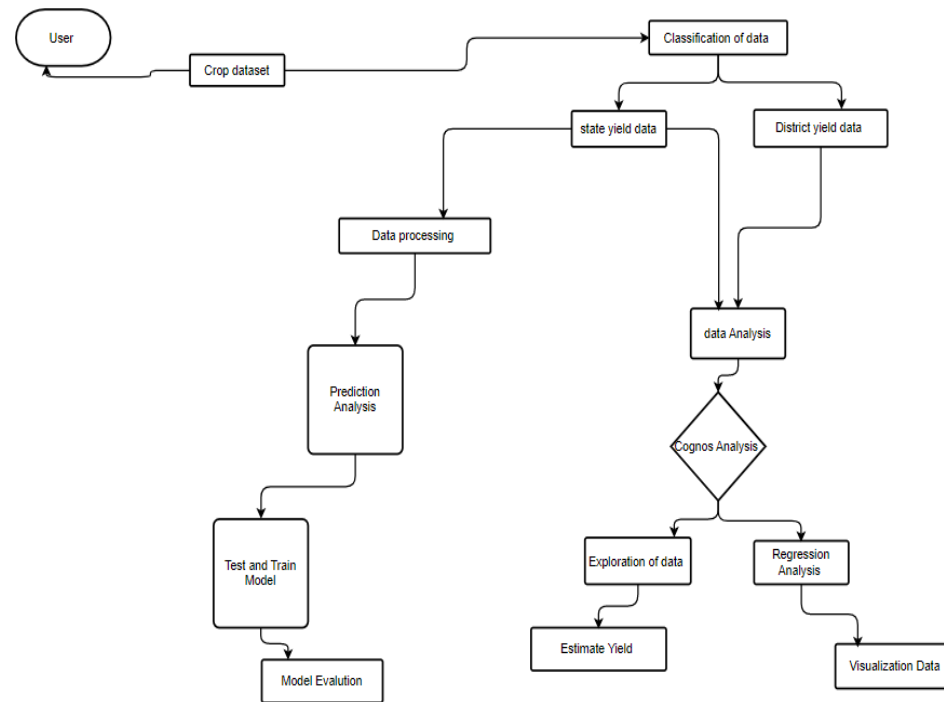 User
Crop dataset
Classification of data
state yield data
District yield data
Data processing
data Analysis
Prediction
Analysis
Cognos Analysis
Test and Train
Model
Exploration of data
Regression
Analysis
Estimate Yield
Model Evalution
Visualization Data